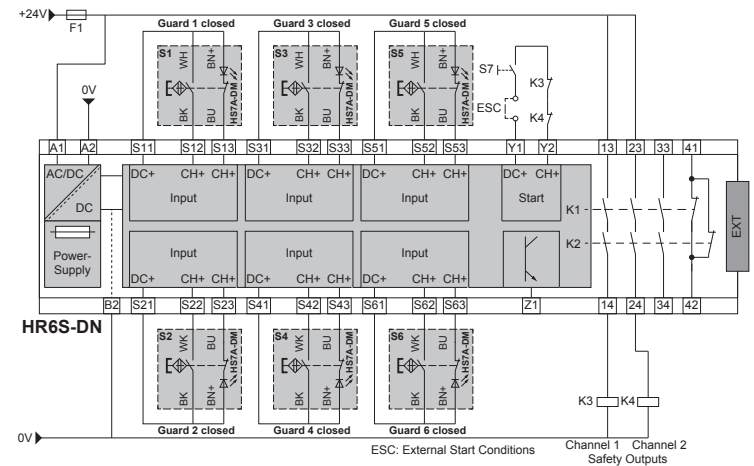 +24V
F1
0V
Guard 1 closed
Guard 3 closed
Guard 5 closed
S1
WH
BN+
BK
BU
HS7A-DM
S3
WH
BN+
BK
BU
HS7A-DM
S5
WH
BN+
BK
BU
HS7A-DM
S7
ESC
K3
K4
A1 A2 S11 S12 S13 S31 S32 S33 S51 S52 S53 Y1 Y2 13 23 33 41
AC/DC
DC
Power-
Supply
DC+ CH+ CH+
Input
DC+ CH+ CH+
Input
DC+ CH+ CH+
Input
DC+ CH+
Start
K1
K2
EXT
Input
DC+ CH+ CH+
Input
DC+ CH+ CH+
Input
DC+ CH+ CH+
B2 S21 S22 S23 S41 S42 S43 S61 S62 S63 Z1 14 24 34 42
HR6S-DN
S2
WK
BU
BK
BN+
HS7A-DM
S4
WK
BU
BK
BN+
HS7A-DM
S6
WK
BU
BK
BN+
HS7A-DM
Guard 2 closed
Guard 4 closed
Guard 6 closed
K3
K4
0V
ESC: External Start Conditions
Channel 1 Channel 2
Safety Outputs